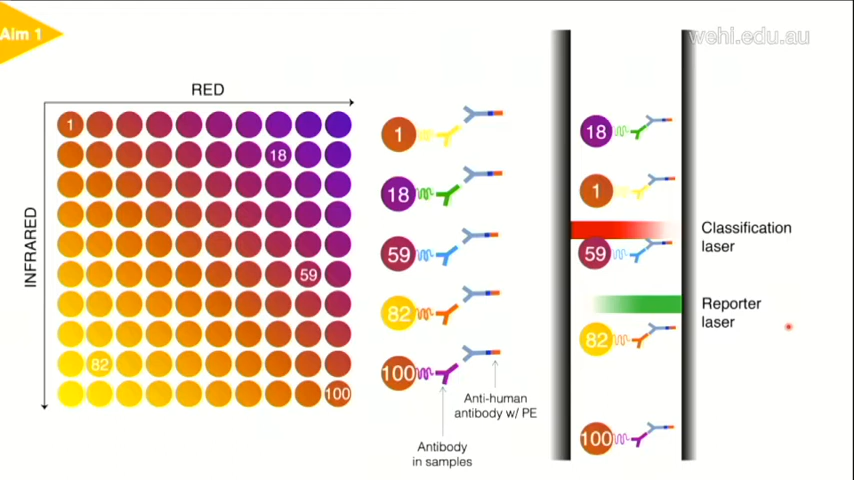 Aim 1
wehi.edu.au
RED
INFRARED
1
18
59
82
100
1
18
59
82
100
Anti-human
antibody w/ PE
Antibody
in samples
18
1
59
82
100
Classification
laser
Reporter
laser